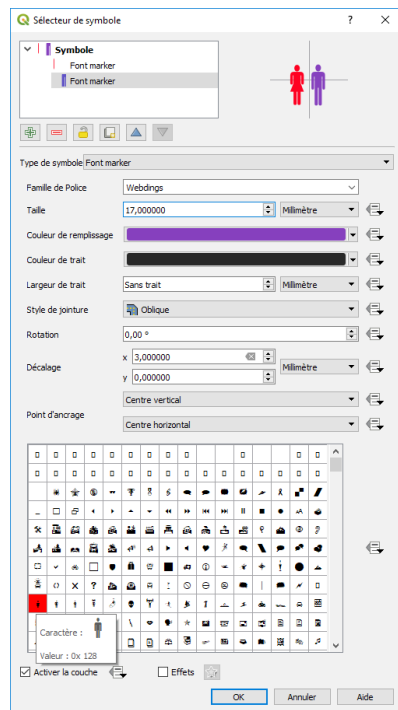 Sélecteur de symbole
Symbole
Font marker
Font marker
Type de symbole Font marker
Famille de Police Webdings
Taille 17,000000 Millimètre
Couleur de remplissage
Couleur de trait
Largeur de trait Sans trait Millimètre
Style de jointure Oblique
Rotation 0,00 °
Décalage x 3,000000 Millimètre
y 0,000000
Point d'ancrage Centre vertical
Centre horizontal
Caractère :
Valeur : 0x 128
Activer la couche Effets
OK Annuler Aide